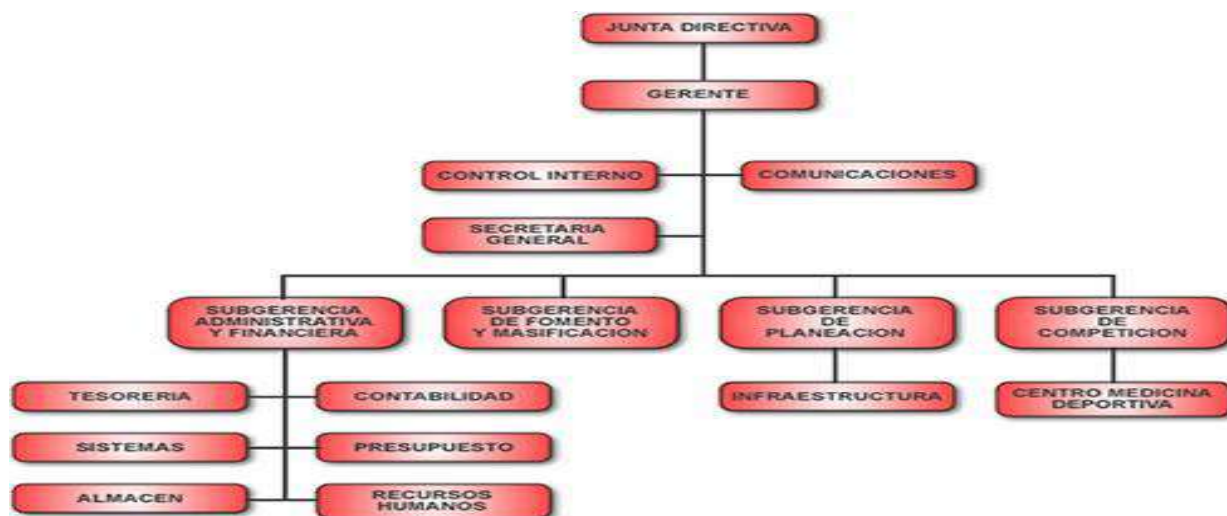 JUNTA DIRECTIVA
GERENTE
CONTROL INTERNO
COMUNICACIONES
SECRETARIA
GENERAL
SUBGERENCIA
ADMINISTRATIVA
Y FINANCIERA
SUBGERENCIA
DE FOMENTO
Y MASIFICACION
SUBGERENCIA
DE
PLANEACION
SUBGERENCIA
DE
COMPETICION
TESORERIA
CONTABILIDAD
INFRAESTRUCTURA
CENTRO MEDICINA
DEPORTIVA
SISTEMAS
PRESUPUESTO
ALMACEN
RECURSOS
HUMANOS